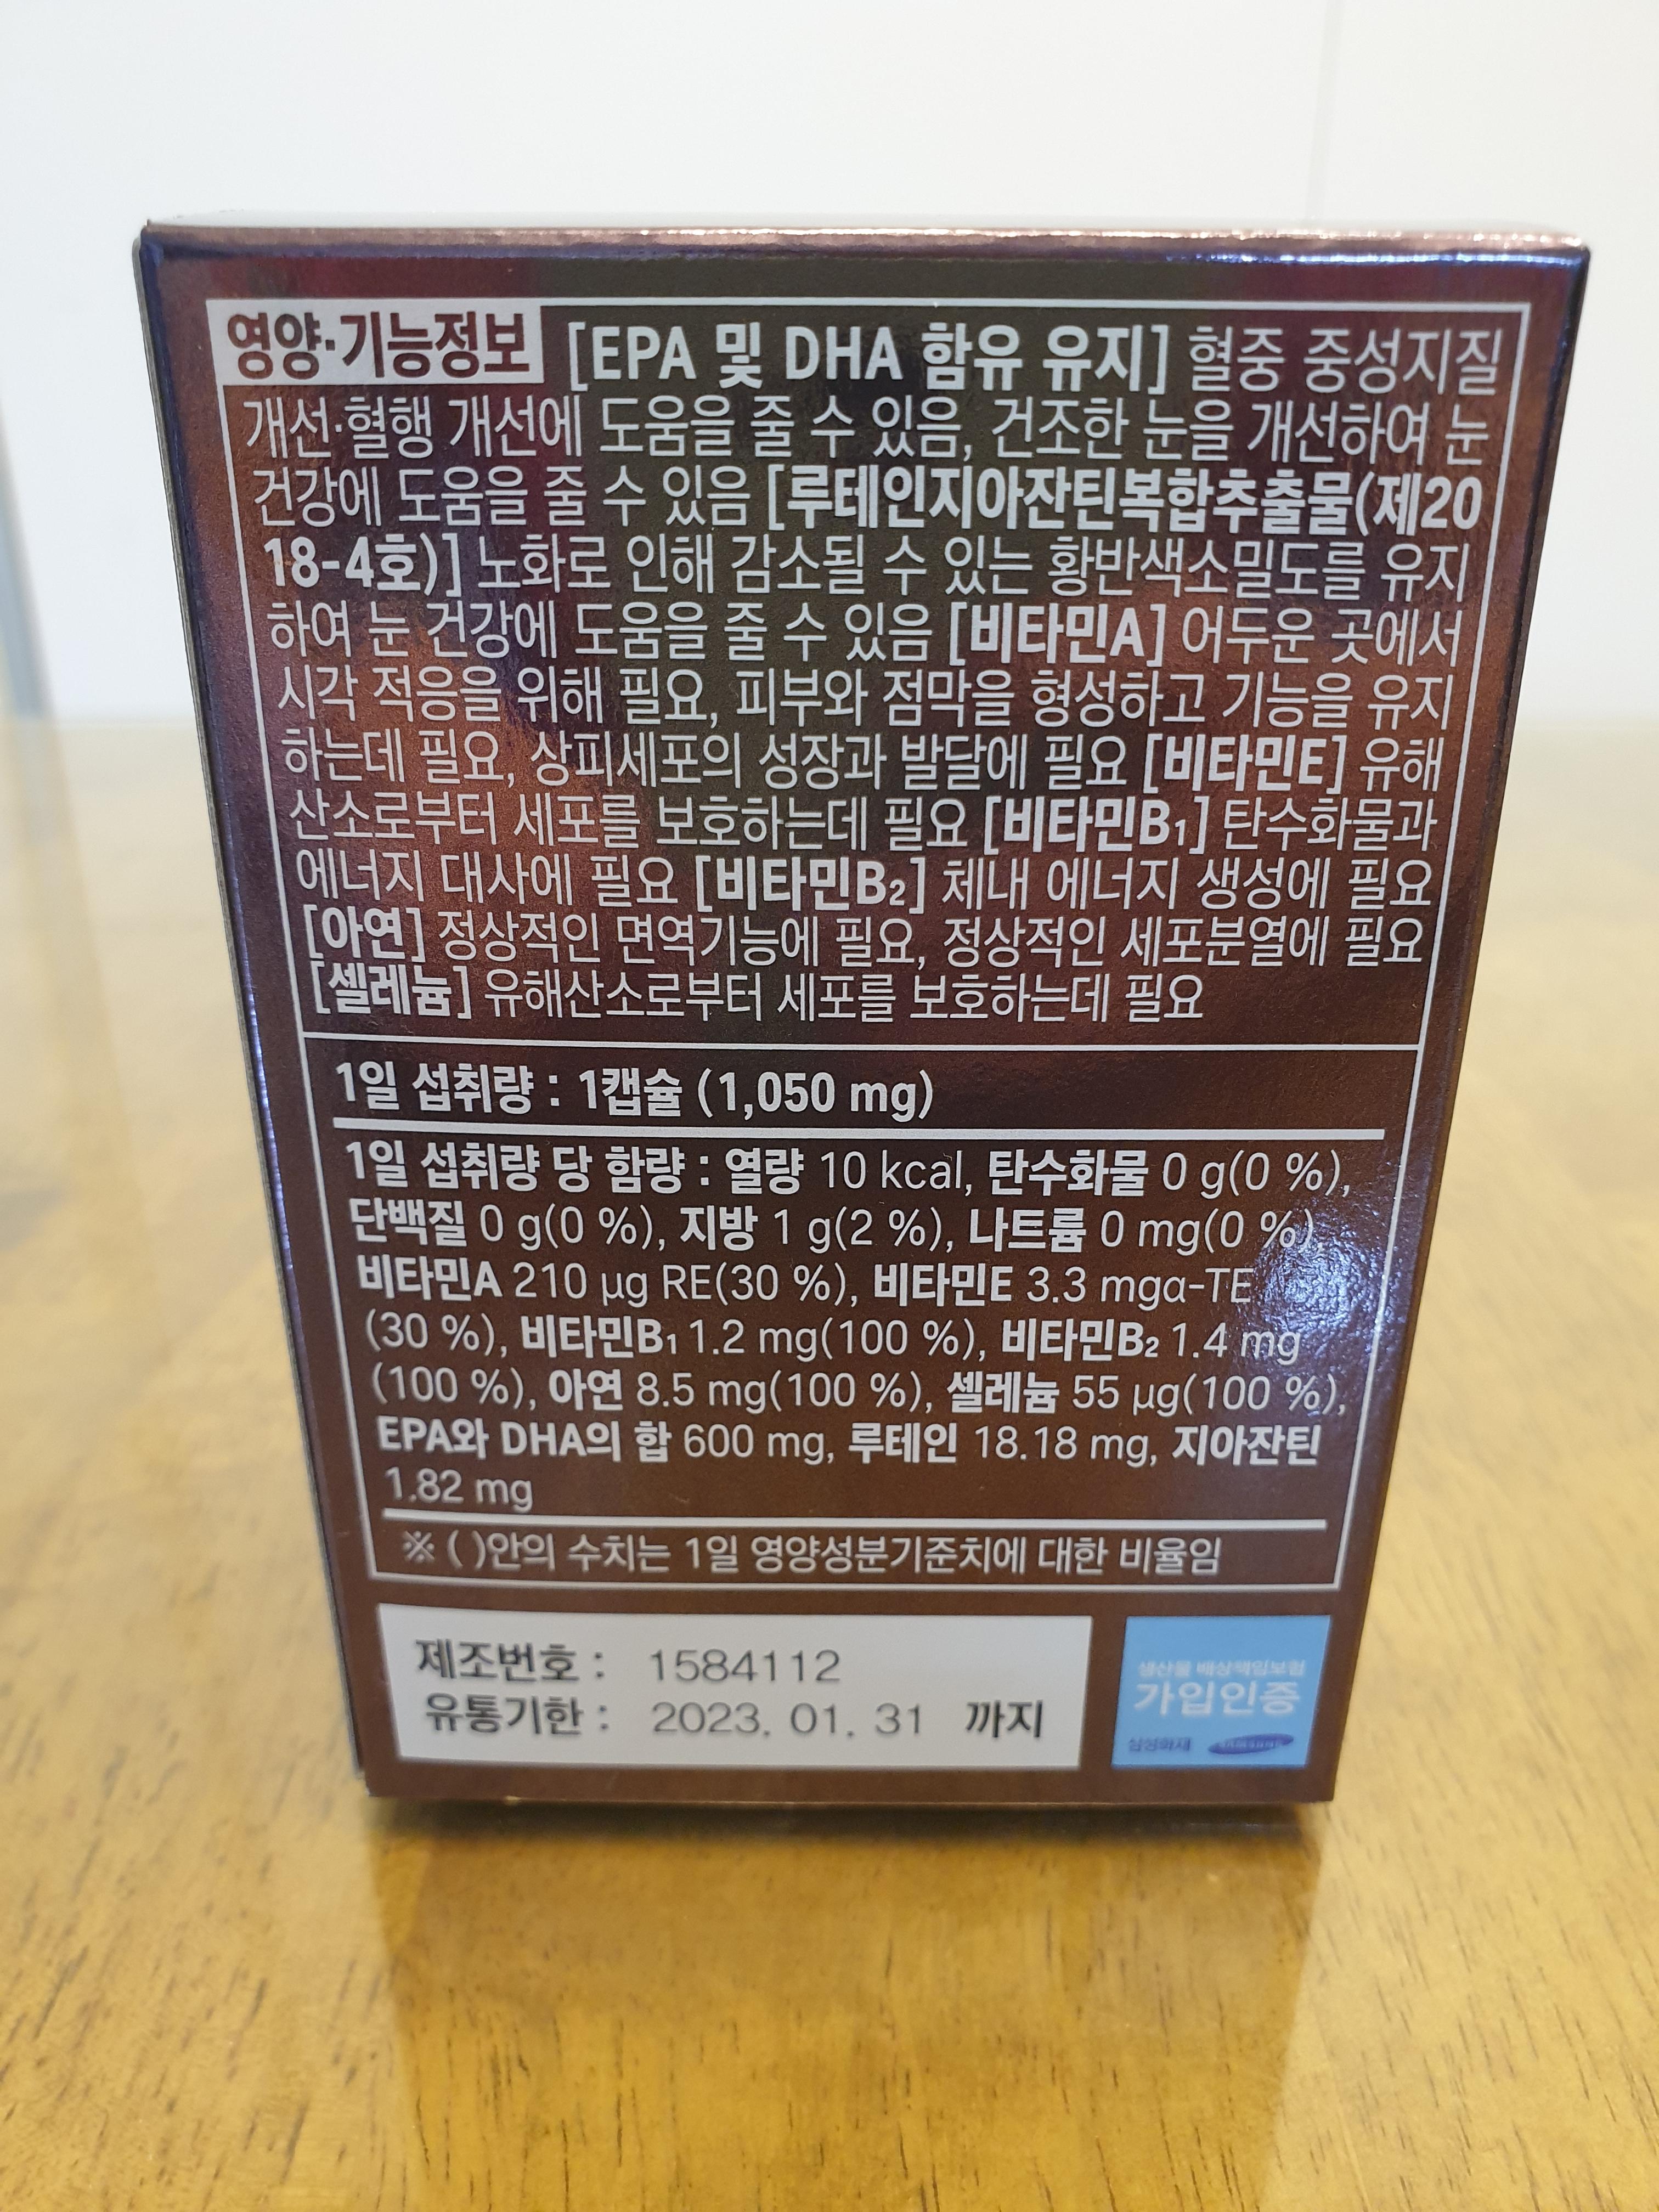 영양·기능정보 [EPA 및 DHA 함유 유지] 혈중 중성지질
개선·혈행 개선에 도움을 줄 수 있음, 건조한 눈을 개선하여 눈
건강에 도움을 줄 수 있음 [루테인지아잔틴복합추출물(제20
18-4호)] 노화로 인해 감소될 수 있는 황반색소밀도를 유지
하여 눈 건강에 도움을 줄 수 있음 [비타민A] 어두운 곳에서
시각 적응을 위해 필요, 피부와 점막을 형성하고 기능을 유지
하는데 필요, 상피세포의 성장과 발달에 필요 [비타민E] 유해
산소로부터 세포를 보호하는데 필요 [비타민B₁] 탄수화물과
에너지 대사에 필요 [비타민B₂] 체내 에너지 생성에 필요
[아연] 정상적인 면역기능에 필요, 정상적인 세포분열에 필요
[셀레늄] 유해산소로부터 세포를 보호하는데 필요
1일 섭취량 : 1캡슐 (1,050 mg)
1일 섭취량 당 함량 : 열량 10 kcal, 탄수화물 0 g(0 %),
단백질 0 g(0 %), 지방 1 g(2 %), 나트륨 0 mg(0 %),
비타민A 210 µg RE(30 %), 비타민E 3.3 mgα-TE
(30 %), 비타민B₁ 1.2 mg(100 %), 비타민B₂ 1.4 mg
(100 %), 아연 8.5 mg(100 %), 셀레늄 55 µg(100 %),
EPA와 DHA의 합 600 mg, 루테인 18.18 mg, 지아잔틴
1.82 mg
※ ( )안의 수치는 1일 영양성분기준치에 대한 비율임
제조번호 : 1584112
유통기한 : 2023. 01. 31 까지
생산물 배상책임보험
가입인증
삼성화재 SAMSUNG